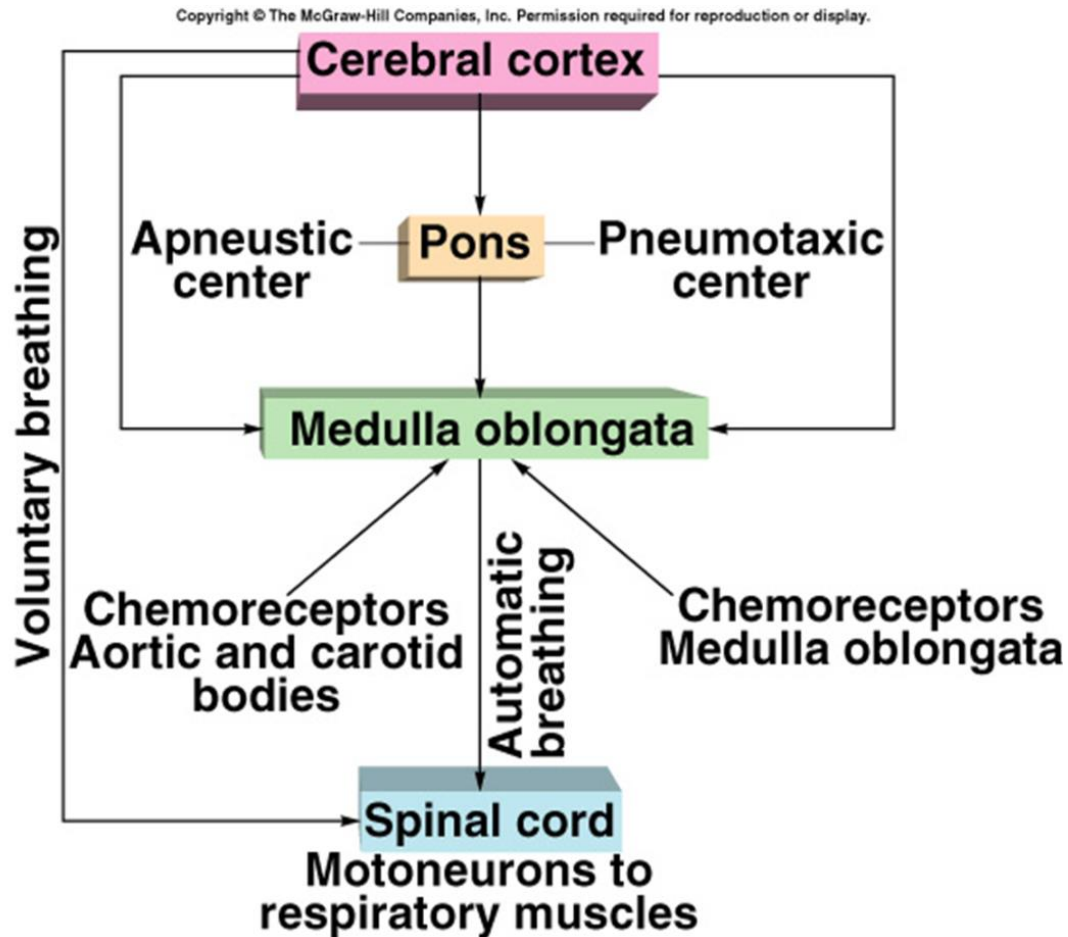 Copyright © The McGraw-Hill Companies, Inc. Permission required for reproduction or display.
Cerebral cortex
Apneustic
center
Pons
Pneumotaxic
center
Voluntary breathing
Medulla oblongata
Chemoreceptors
Aortic and carotid
bodies
Automatic
breathing
Chemoreceptors
Medulla oblongata
Spinal cord
Motoneurons to
respiratory muscles